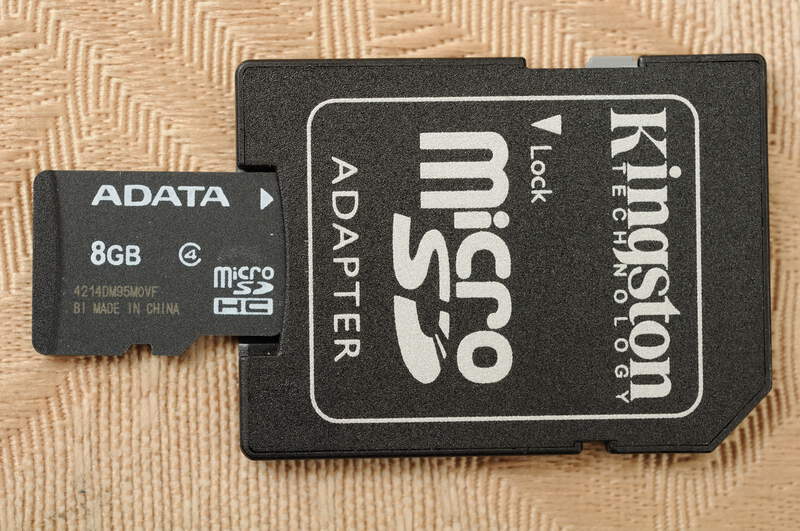 ADATA
8GB
4
micro
SD
HC
4214DM95M0VF
BI MADE IN CHINA
Kingston
TECHNOLOGY
Lock
micro
SD
ADAPTER